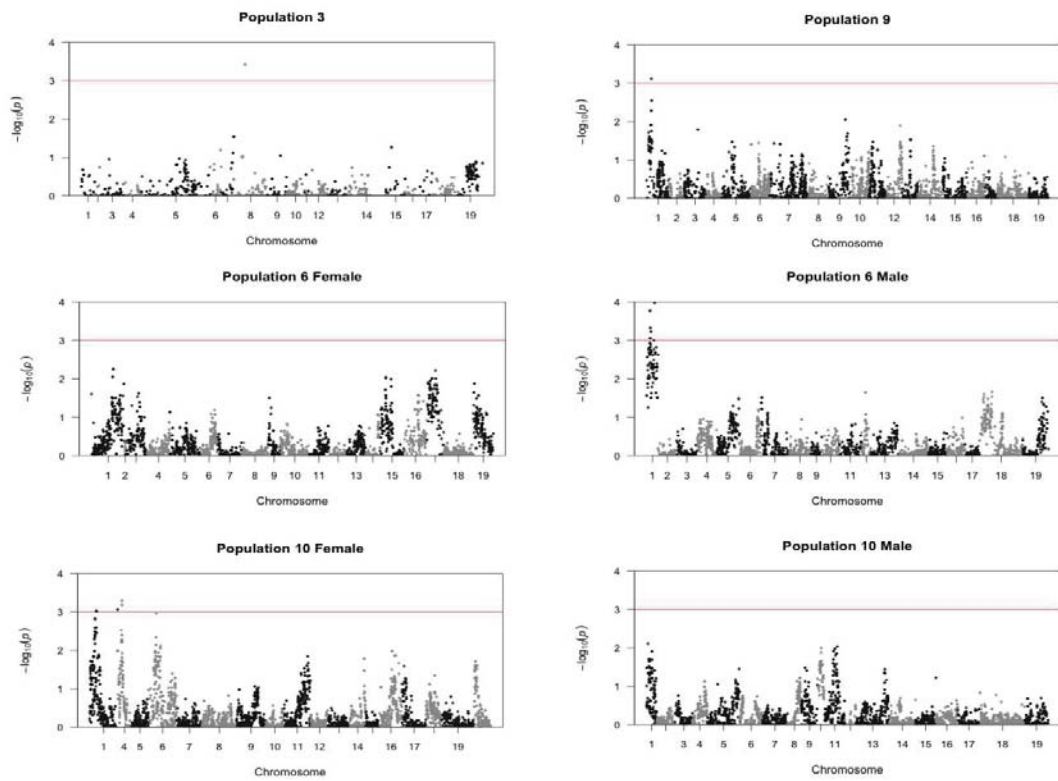 Population 3
4
3
2
1
0
−log₁₀(p)
1 3 4 5 6 8 9 10 12 14 15 17 19
Chromosome
Population 9
4
3
2
1
0
−log₁₀(p)
1 2 3 4 5 6 7 8 9 10 12 14 15 16 18 19
Chromosome
Population 6 Female
4
3
2
1
0
−log₁₀(p)
1 2 3 4 5 6 7 8 9 10 11 13 15 16 18 19
Chromosome
Population 6 Male
4
3
2
1
0
−log₁₀(p)
1 2 3 4 5 6 7 8 9 11 13 14 15 16 18 19
Chromosome
Population 10 Female
4
3
2
1
0
−log₁₀(p)
1 4 5 6 7 8 9 10 11 12 13 14 16 17 19
Chromosome
Population 10 Male
4
3
2
1
0
−log₁₀(p)
1 3 4 5 6 7 8 9 11 13 14 15 16 17 18 19
Chromosome